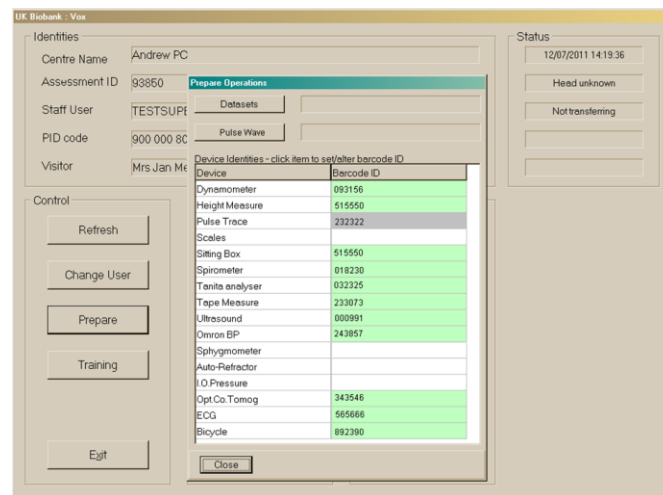 UK Biobank : Vox
Identities
Centre Name Andrew PC
Assessment ID 93850
Staff User TESTSUPE
PID code 900 000 80
Visitor Mrs Jan Me
Status
12/07/2011 14:19:36
Head unknown
Not transferring
Control
Refresh
Change User
Prepare
Training
Exit
Prepare Operations
Datasets
Pulse Wave
Device Identities - click item to set/alter barcode ID
Device Barcode ID
Dynamometer 093156
Height Measure 515550
Pulse Trace 232322
Scales
Sitting Box 515550
Spirometer 018230
Tanita analyser 032325
Tape Measure 233073
Ultrasound 000991
Omron BP 243857
Sphygmometer
Auto-Refractor
I.O.Pressure
Opt.Co.Tomog 343546
ECG 565666
Bicycle 892390
Close